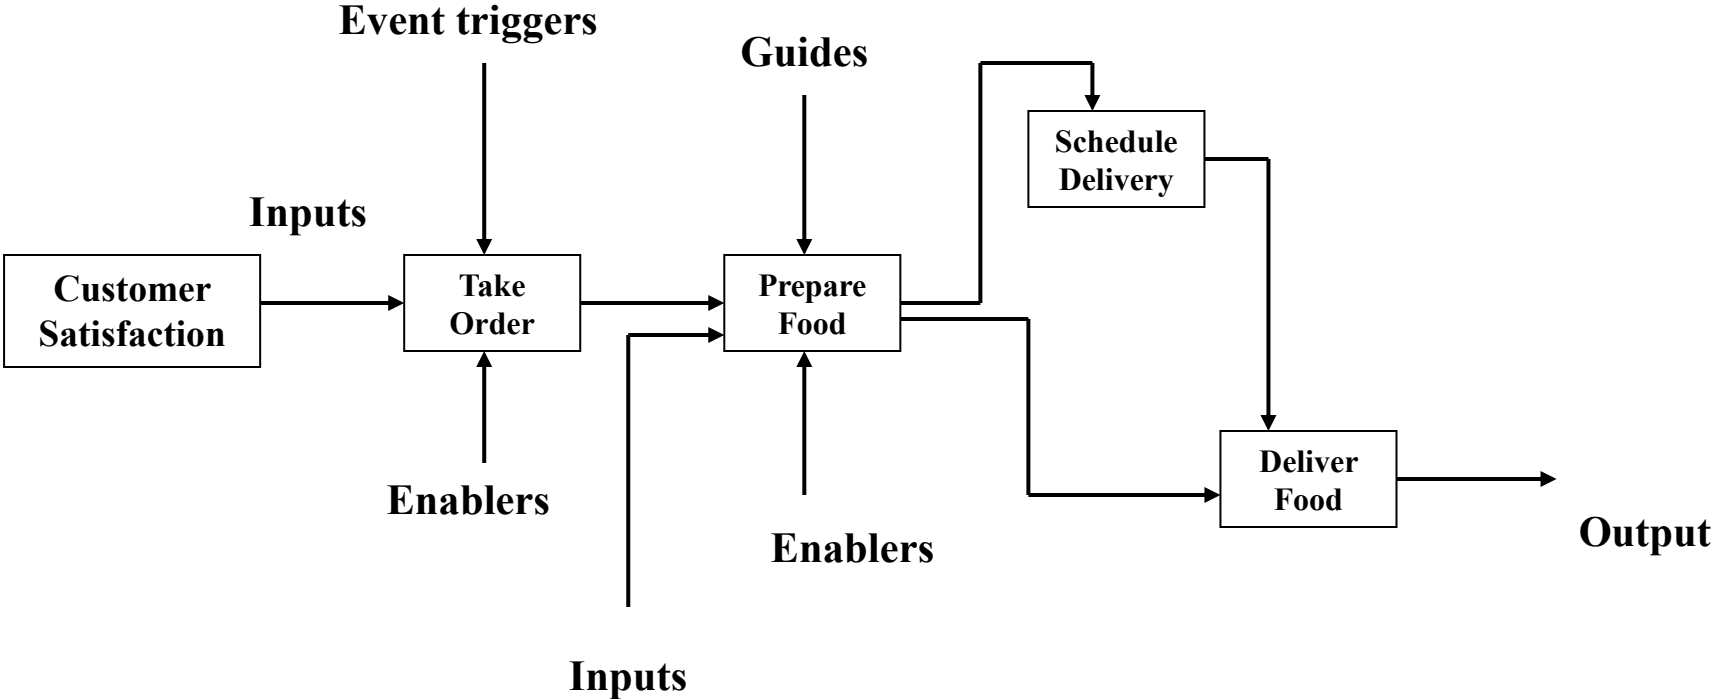 Event triggers
Guides
Schedule
Delivery
Inputs
Customer
Satisfaction
Take
Order
Prepare
Food
Enablers
Enablers
Deliver
Food
Output
Inputs